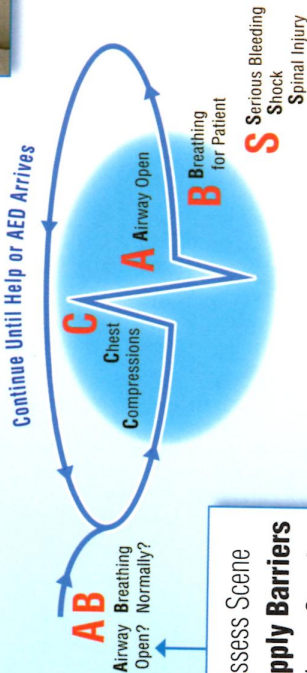 Continue Until Help or AED Arrives
AB
Airway Breathing
Open? Normally?
C
Chest
Compressions
A Airway Open
B Breathing
for Patient
S Serious Bleeding
Shock
Spinal Injury
ssess Scene
pply Barriers